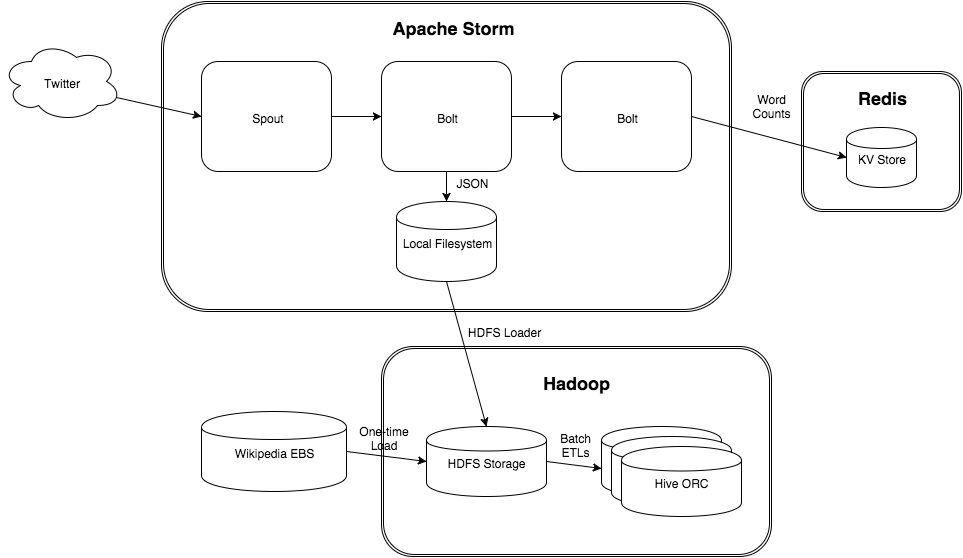 Apache Storm
Twitter
Spout
Bolt
Bolt
Word
Counts
Redis
KV Store
JSON
Local Filesystem
HDFS Loader
Hadoop
Wikipedia EBS
One-time
Load
HDFS Storage
Batch
ETLs
Hive ORC